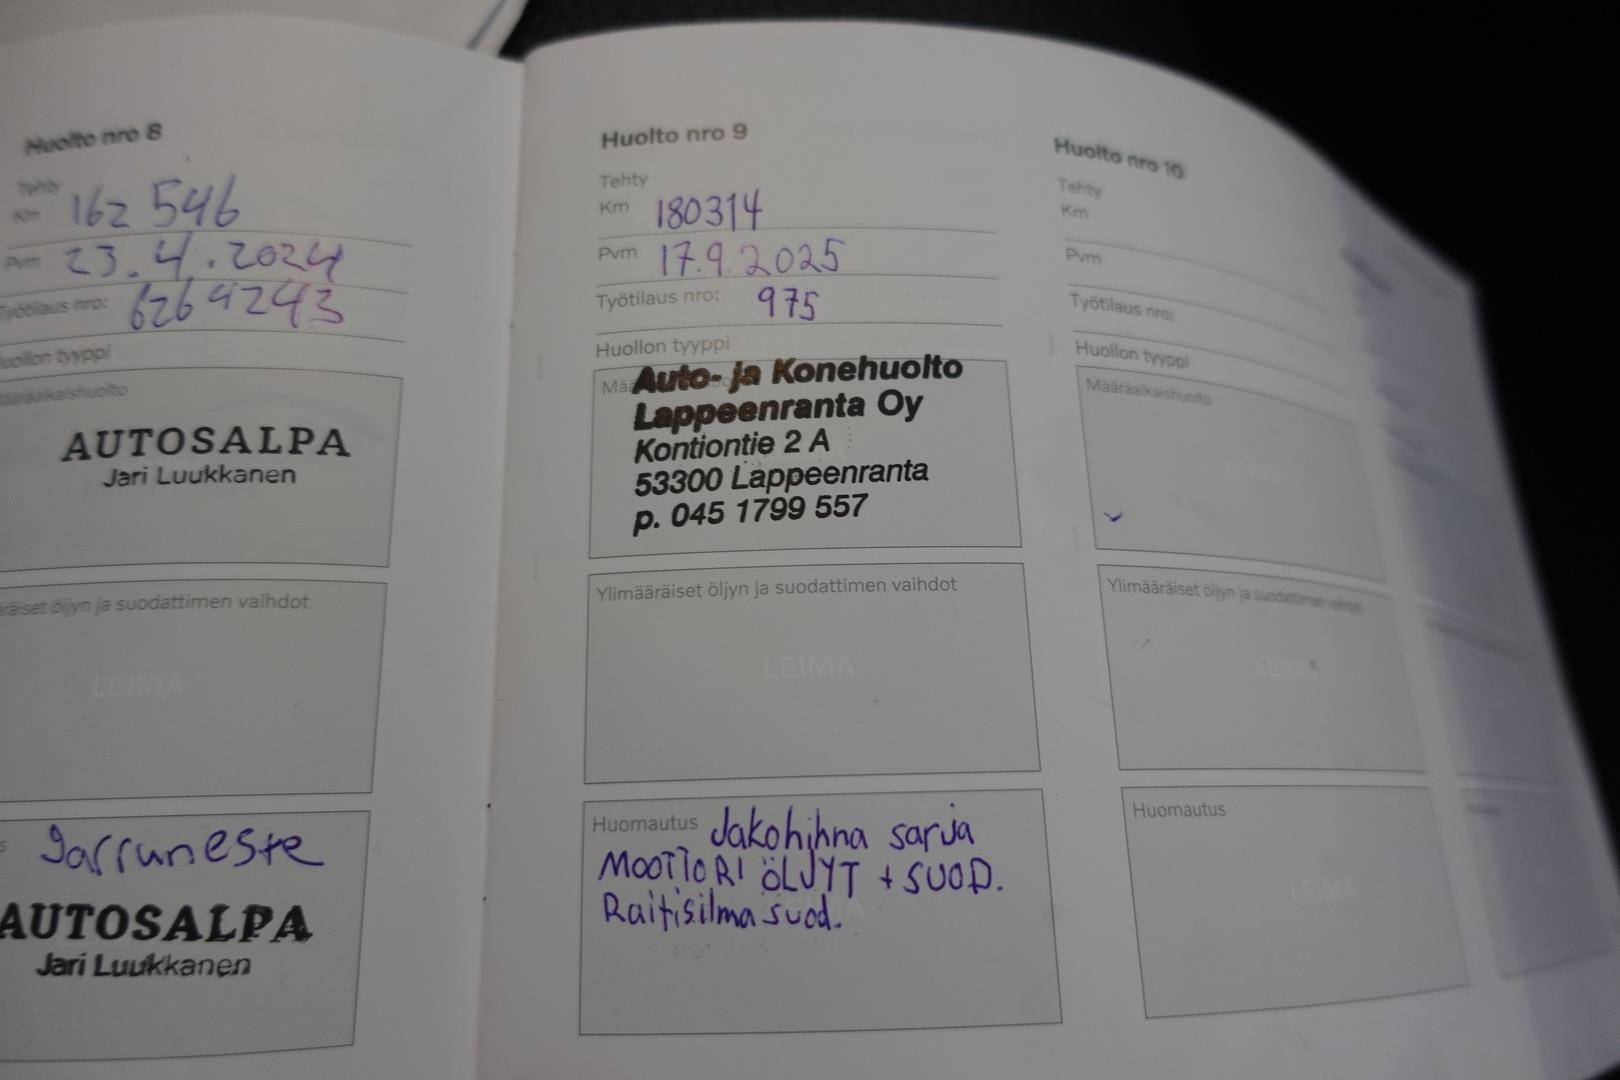 Huolto nro 8
Tehty
Km 162 546
Pvm 23.4.2024
Työtilaus nro: 6264243
Huollon tyyppi
Määräaikaishuolto
AUTOSALPA
Jari Luukkanen
öljyn ja suodattimen vaihdot
LEIMA
Jarruneste
AUTOSALPA
Jari Luukkanen
Huolto nro 9
Tehty
Km 180314
Pvm 17.9.2025
Työtilaus nro: 975
Huollon tyyppi
Auto- ja Konehuolto
Lappeenranta Oy
Kontiontie 2 A
53300 Lappeenranta
p. 045 1799 557
Ylimääräiset öljyn ja suodattimen vaihdot
LEIMA
Huomautus Jakohihna sarja
MOOTTORI ÖLJYT + SUOD.
Raitisilma suod.
Huolto nro 10
Tehty
Km
Pvm
Työtilaus nro:
Huollon tyyppi
Määräaikaishuolto
LEIMA
Ylimääräiset öljyn ja suodattimen vaihdot
LEIMA
Huomautus
LEIMA